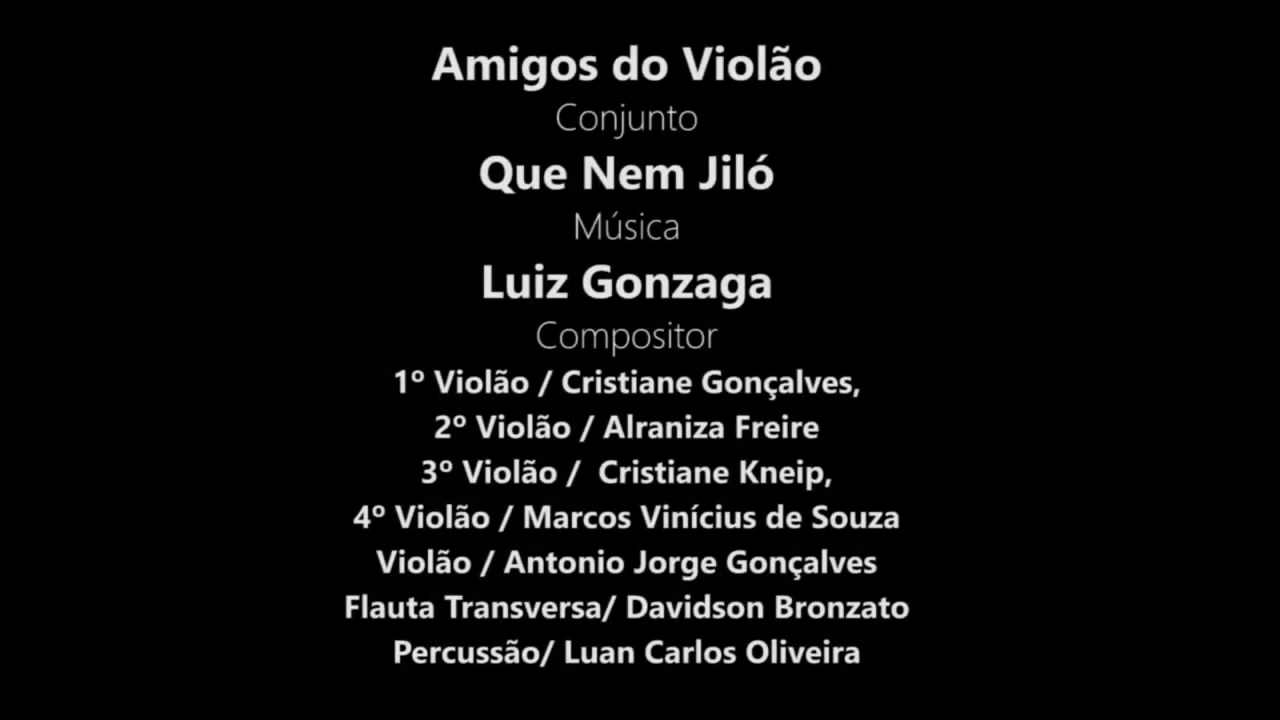 Amigos do Violão
Conjunto
Que Nem Jiló
Música
Luiz Gonzaga
Compositor
1º Violão / Cristiane Gonçalves,
2º Violão / Alraniza Freire
3º Violão /  Cristiane Kneip,
4º Violão / Marcos Vinícius de Souza
Violão / Antonio Jorge Gonçalves
Flauta Transversa/ Davidson Bronzato
Percussão/ Luan Carlos Oliveira